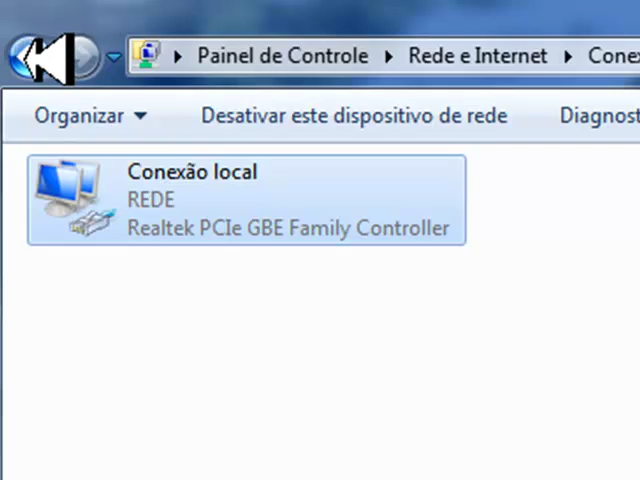 Painel de Controle Rede e Internet
Organizar Desativar este dispositivo de rede
Conexão local
REDE
Realtek PCIe GBE Family Controller